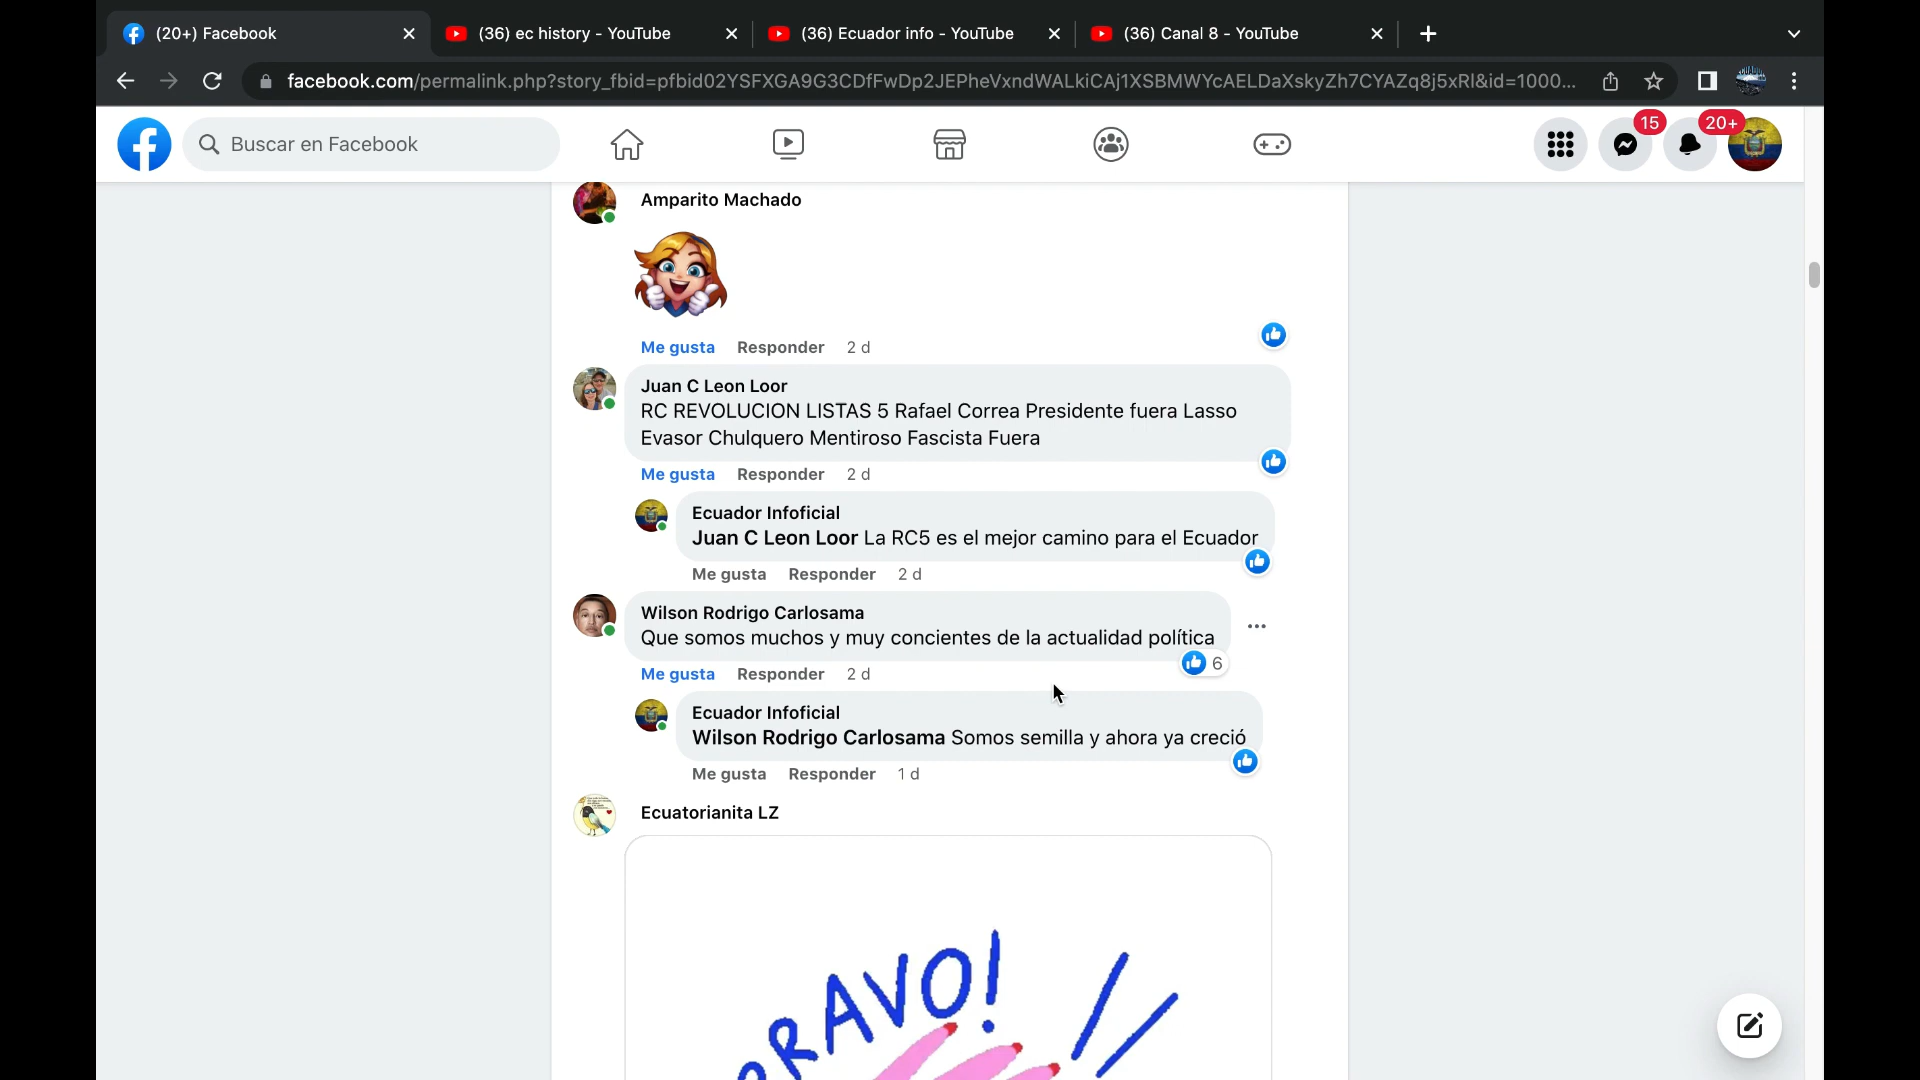 (20+) Facebook
(36) ec history - YouTube
(36) Ecuador info - YouTube
(36) Canal 8 - YouTube
facebook.com/permalink.php?story_fbid=pfbid02YSFXGA9G3CDfFwDp2JEPheVxndWALkiCAj1XSBMWYcAELDaXskyZh7CYAZq8j5xRl&id=1000...
Buscar en Facebook
15
20+
Amparito Machado
Me gusta Responder 2 d
Juan C Leon Loor
RC REVOLUCION LISTAS 5 Rafael Correa Presidente fuera Lasso
Evasor Chulquero Mentiroso Fascista Fuera
Me gusta Responder 2 d
Ecuador Infoficial
Juan C Leon Loor La RC5 es el mejor camino para el Ecuador
Me gusta Responder 2 d
Wilson Rodrigo Carlosama
Que somos muchos y muy concientes de la actualidad política
6
Me gusta Responder 2 d
Ecuador Infoficial
Wilson Rodrigo Carlosama Somos semilla y ahora ya creció
Me gusta Responder 1 d
Ecuatorianita LZ
BRAVO!